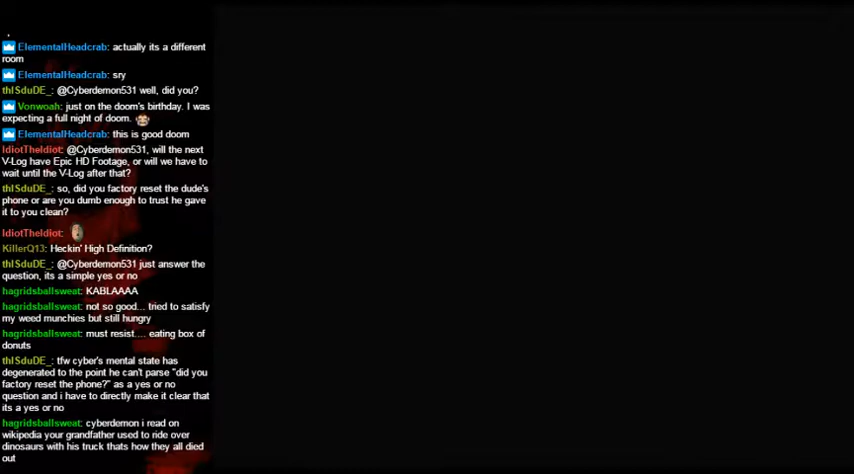 ElementalHeadcrab: actually its a different
room
ElementalHeadcrab: sry
thISduDE_: @Cyberdemon531 well, did you?
Vonwoah: just on the doom's birthday. I was
expecting a full night of doom.
ElementalHeadcrab: this is good doom
IdiotTheIdiot: @Cyberdemon531, will the next
V-Log have Epic HD Footage, or will we have to
wait until the V-Log after that?
thISduDE_: so, did you factory reset the dude's
phone or are you dumb enough to trust he gave
it to you clean?
IdiotTheIdiot:
KillerQ13: Heckin' High Definition?
thISduDE_: @Cyberdemon531 just answer the
question, its a simple yes or no
hagridsballsweat: KABLAAAA
hagridsballsweat: not so good... tried to satisfy
my weed munchies but still hungry
hagridsballsweat: must resist.... eating box of
donuts
thISduDE_: tfw cyber's mental state has
degenerated to the point he can't parse "did you
factory reset the phone?" as a yes or no
question and i have to directly make it clear that
its a yes or no
hagridsballsweat: cyberdemon i read on
wikipedia your grandfather used to ride over
dinosaurs with his truck thats how they all died
out